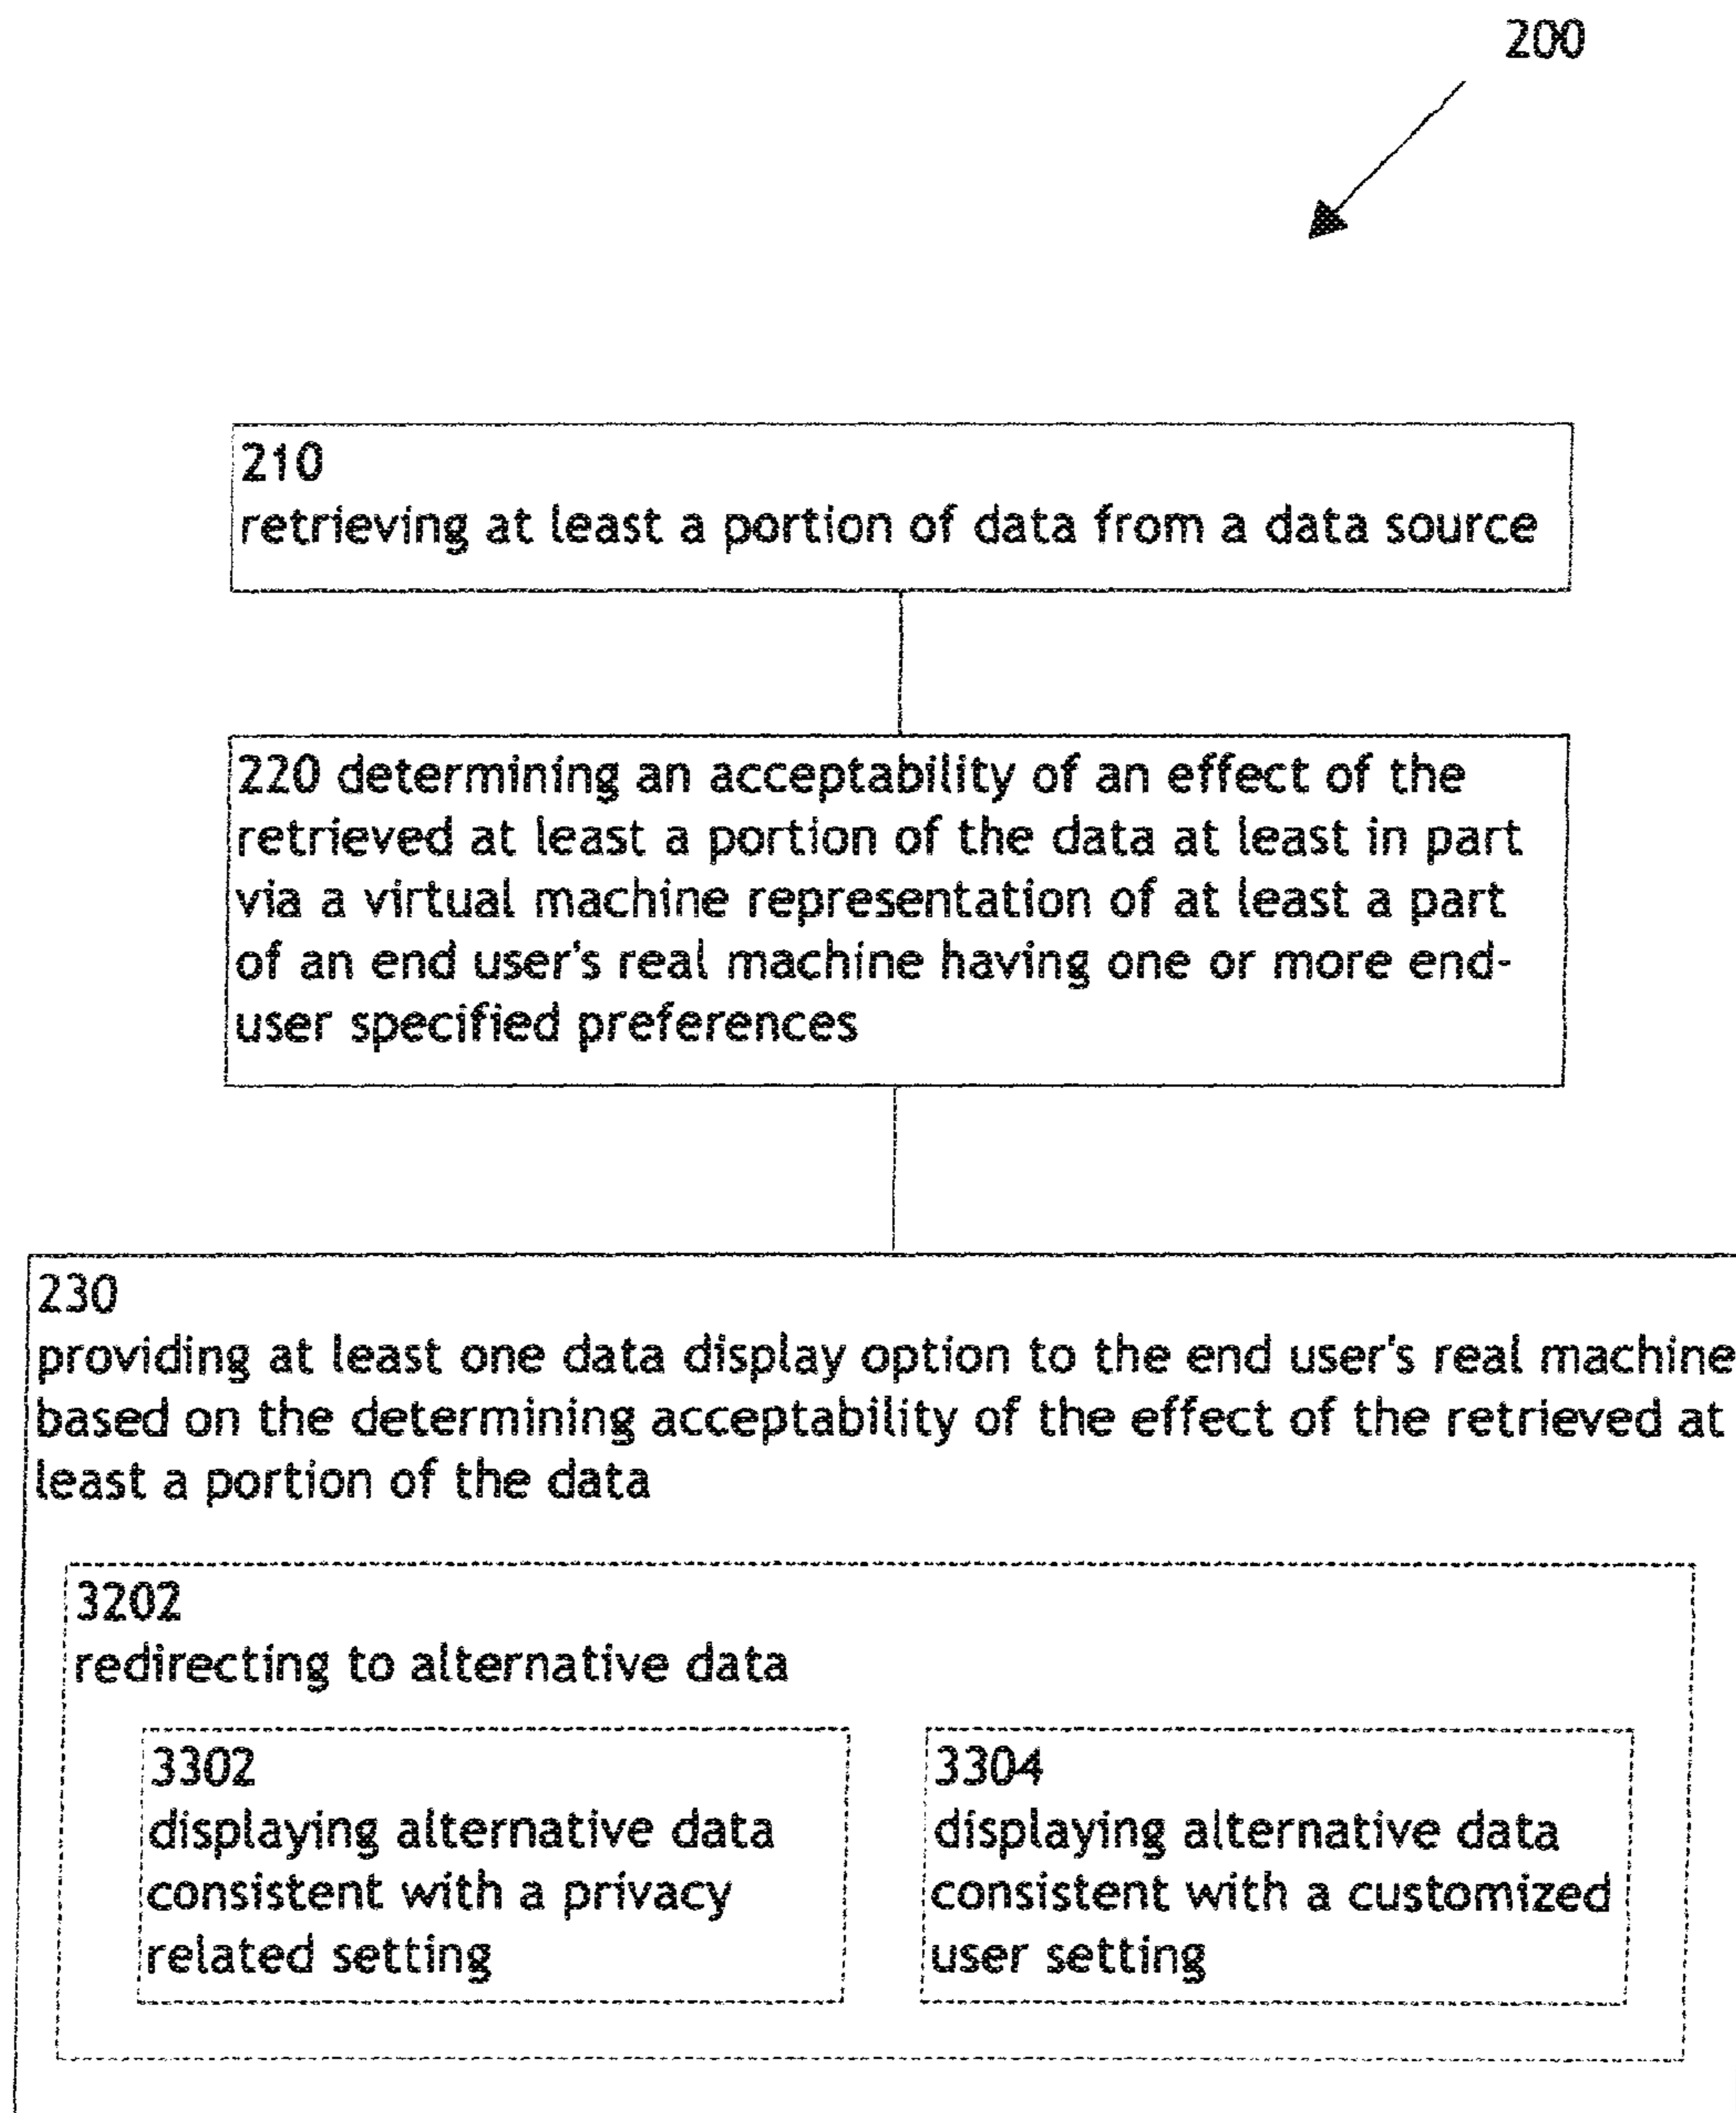 200
210
retrieving at least a portion of data from a data source
220 determining an acceptability of an effect of the
retrieved at least a portion of the data at least in part
via a virtual machine representation of at least a part
of an end user's real machine having one or more end-
user specified preferences
230
providing at least one data display option to the end user's real machine
based on the determining acceptability of the effect of the retrieved at
least a portion of the data
3202
redirecting to alternative data
3302
displaying alternative data
consistent with a privacy
related setting
3304
displaying alternative data
consistent with a customized
user setting